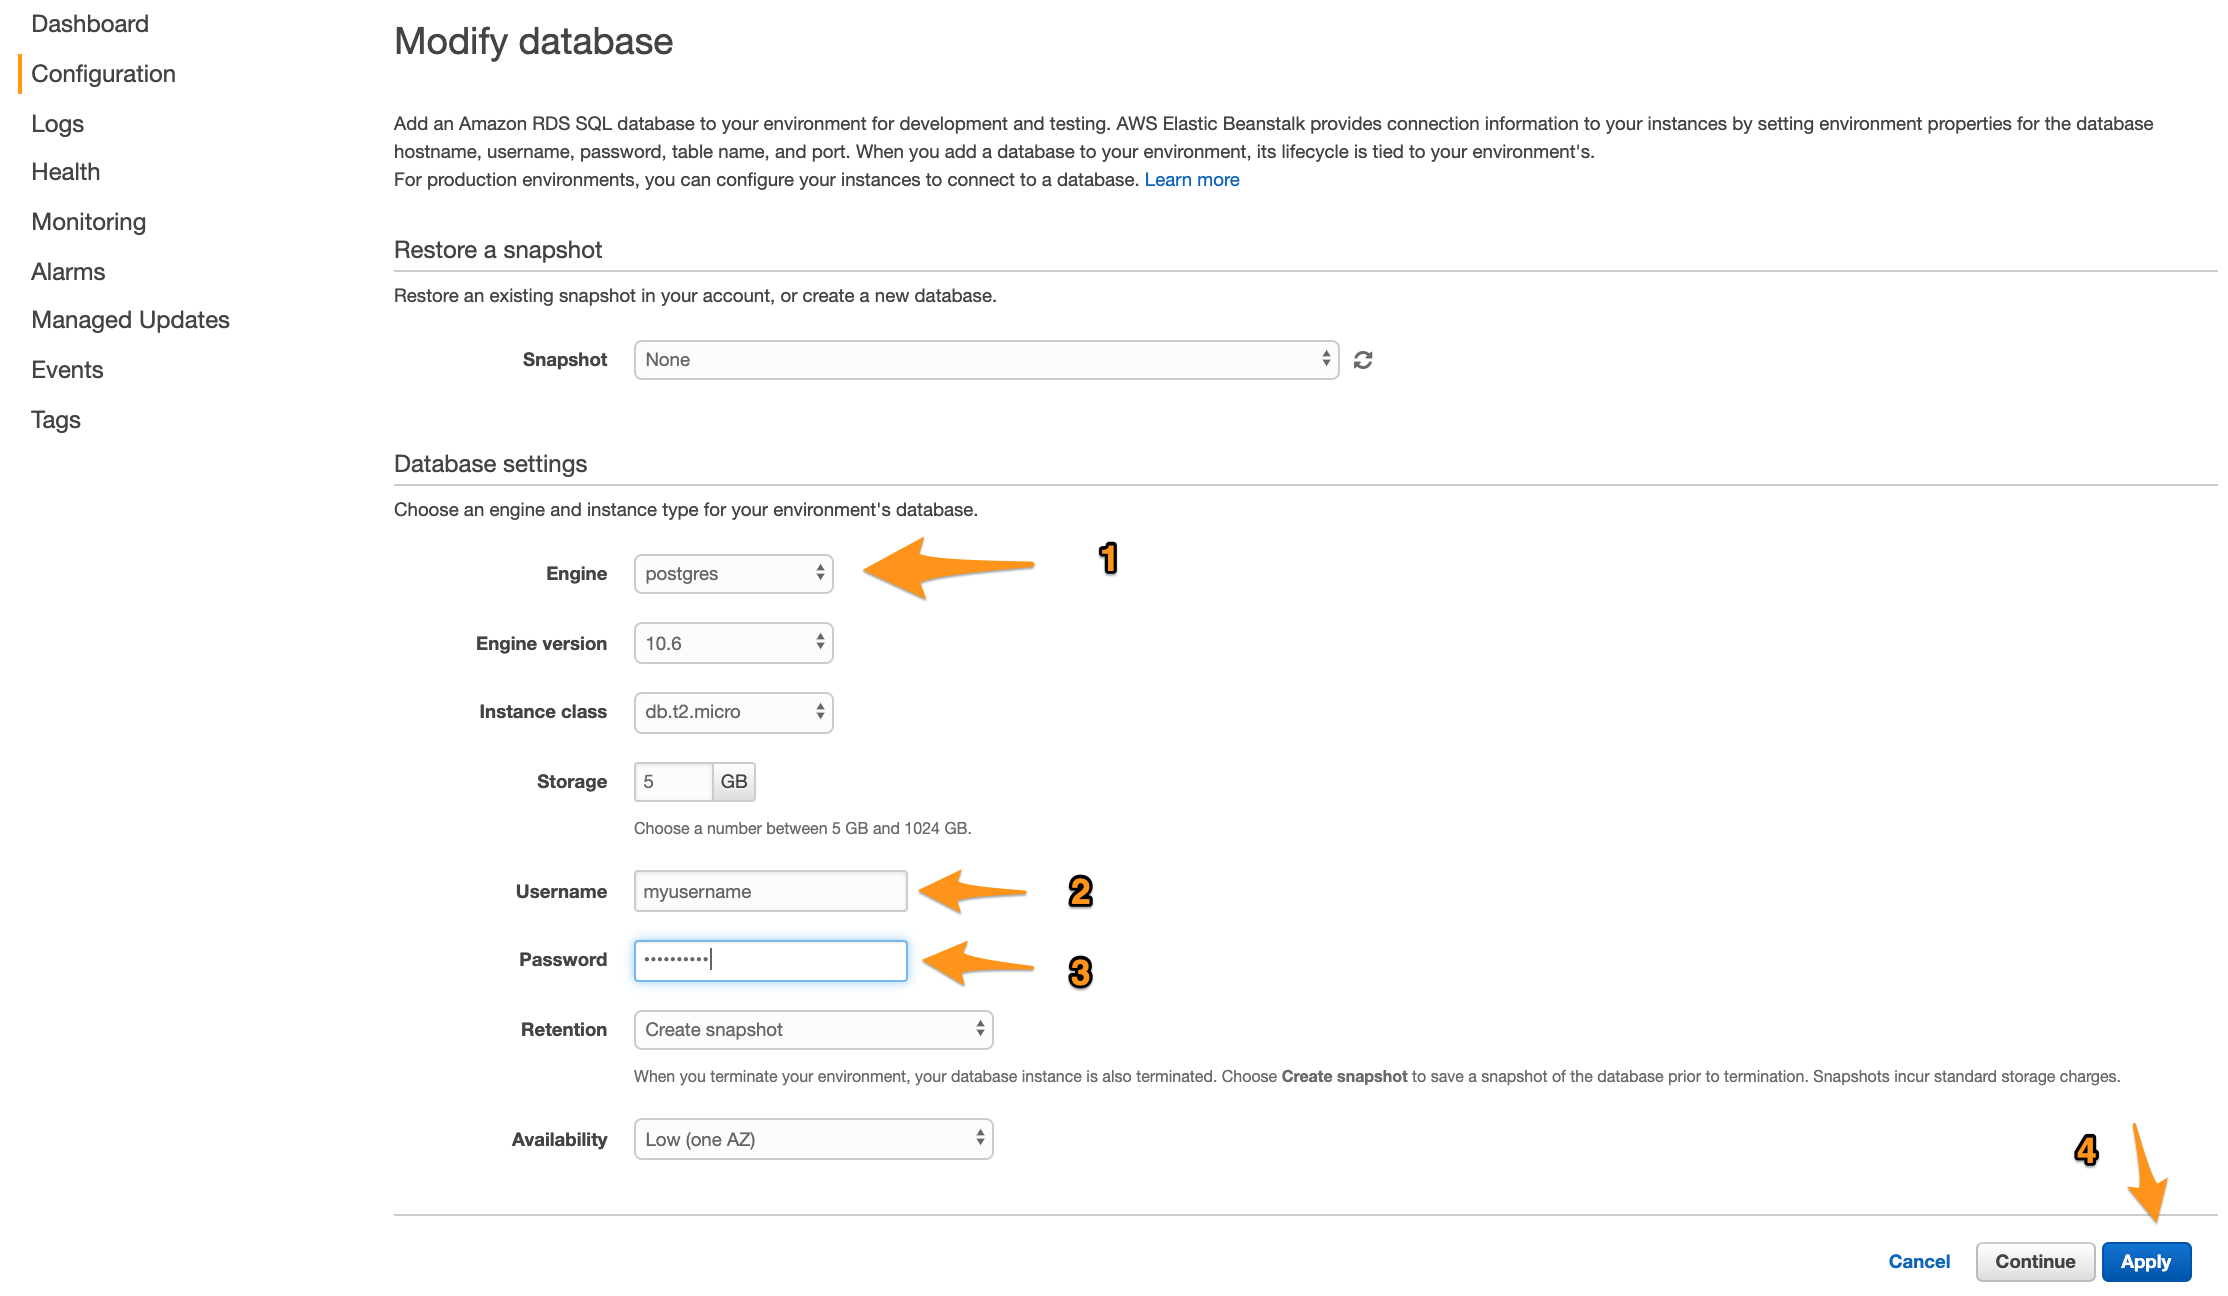 Dashboard
Configuration
Logs
Health
Monitoring
Alarms
Managed Updates
Events
Tags
Modify database
Add an Amazon RDS SQL database to your environment for development and testing. AWS Elastic Beanstalk provides connection information to your instances by setting environment properties for the database
hostname, username, password, table name, and port. When you add a database to your environment, its lifecycle is tied to your environment's.
For production environments, you can configure your instances to connect to a database. Learn more
Restore a snapshot
Restore an existing snapshot in your account, or create a new database.
Snapshot None
Database settings
Choose an engine and instance type for your environment's database.
Engine postgres 1
Engine version 10.6
Instance class db.t2.micro
Storage 5 GB
Choose a number between 5 GB and 1024 GB.
Username myusername 2
Password •••••••••• 3
Retention Create snapshot
When you terminate your environment, your database instance is also terminated. Choose Create snapshot to save a snapshot of the database prior to termination. Snapshots incur standard storage charges.
Availability Low (one AZ)
4
Cancel Continue Apply